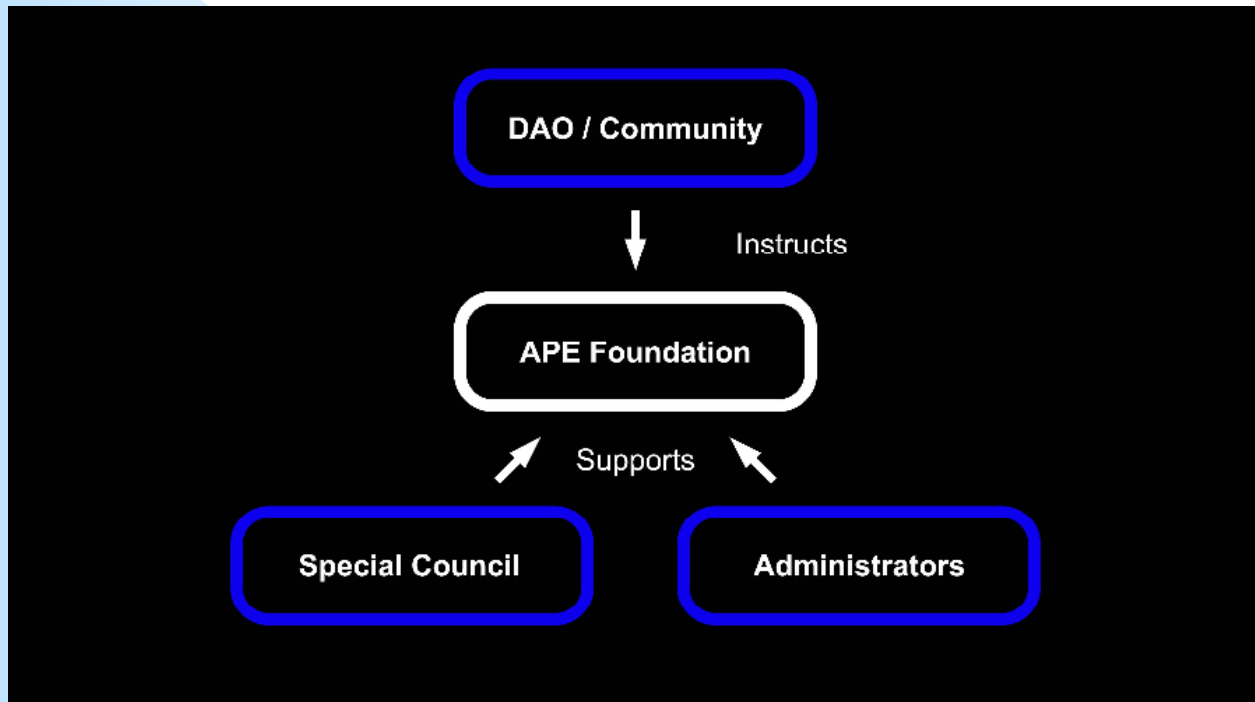 DAO / Community
Instructs
APE Foundation
Supports
Special Council
Administrators